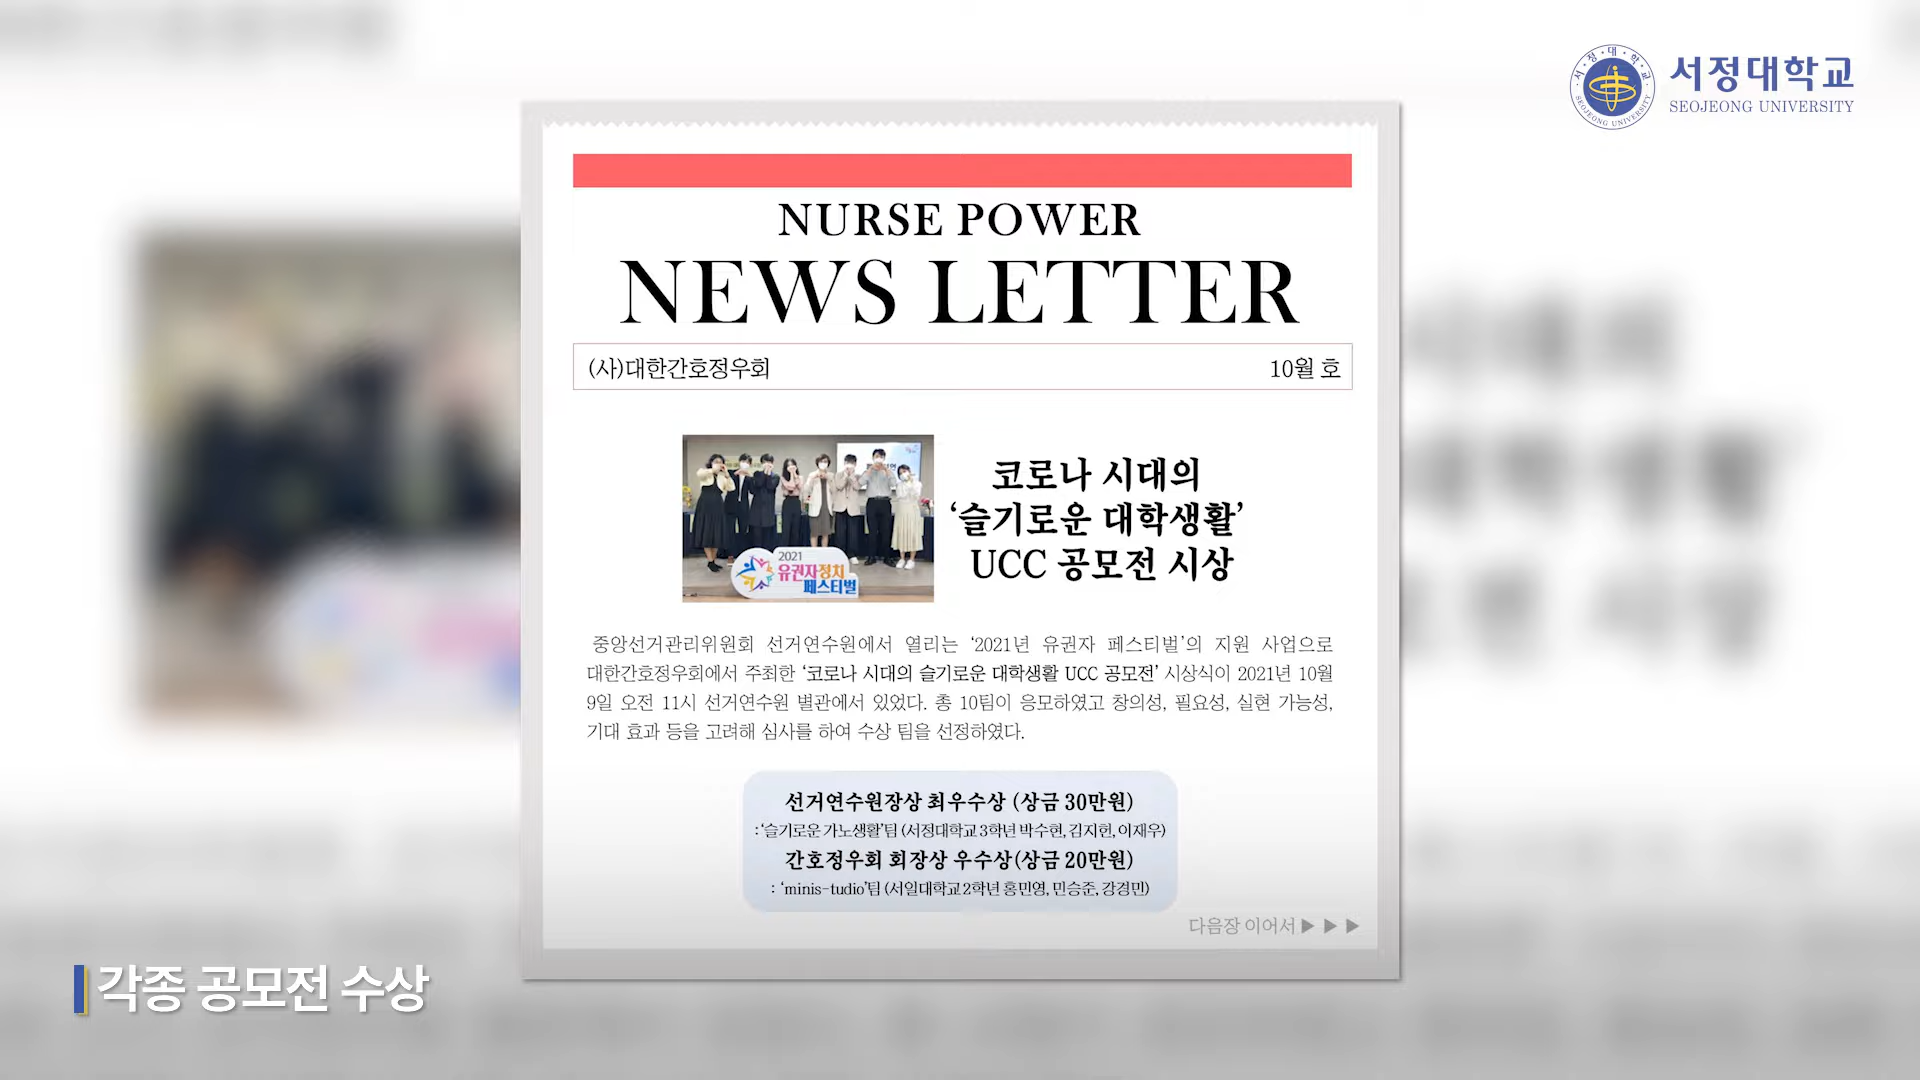 서정대학교
SEOJEONG UNIVERSITY
서·정·대·학·교
SEOJEONG UNIVERSITY
NURSE POWER
NEWS LETTER
(사)대한간호정우회
10월 호
2021
유권자정치
페스티벌
코로나 시대의
‘슬기로운 대학생활’
UCC 공모전 시상
중앙선거관리위원회 선거연수원에서 열리는 ‘2021년 유권자 페스티벌’의 지원 사업으로
대한간호정우회에서 주최한 ‘코로나 시대의 슬기로운 대학생활 UCC 공모전’ 시상식이 2021년 10월
9일 오전 11시 선거연수원 별관에서 있었다. 총 10팀이 응모하였고 창의성, 필요성, 실현 가능성,
기대 효과 등을 고려해 심사를 하여 수상 팀을 선정하였다.
선거연수원장상 최우수상 (상금 30만원)
: ‘슬기로운 가노생활’팀 (서정대학교 3학년 박수현, 김지헌, 이재우)
간호정우회 회장상 우수상(상금 20만원)
: ‘minis-tudio’팀 (서일대학교 2학년 홍민영, 민승준, 강경민)
다음장 이어서 ▶ ▶ ▶
각종 공모전 수상